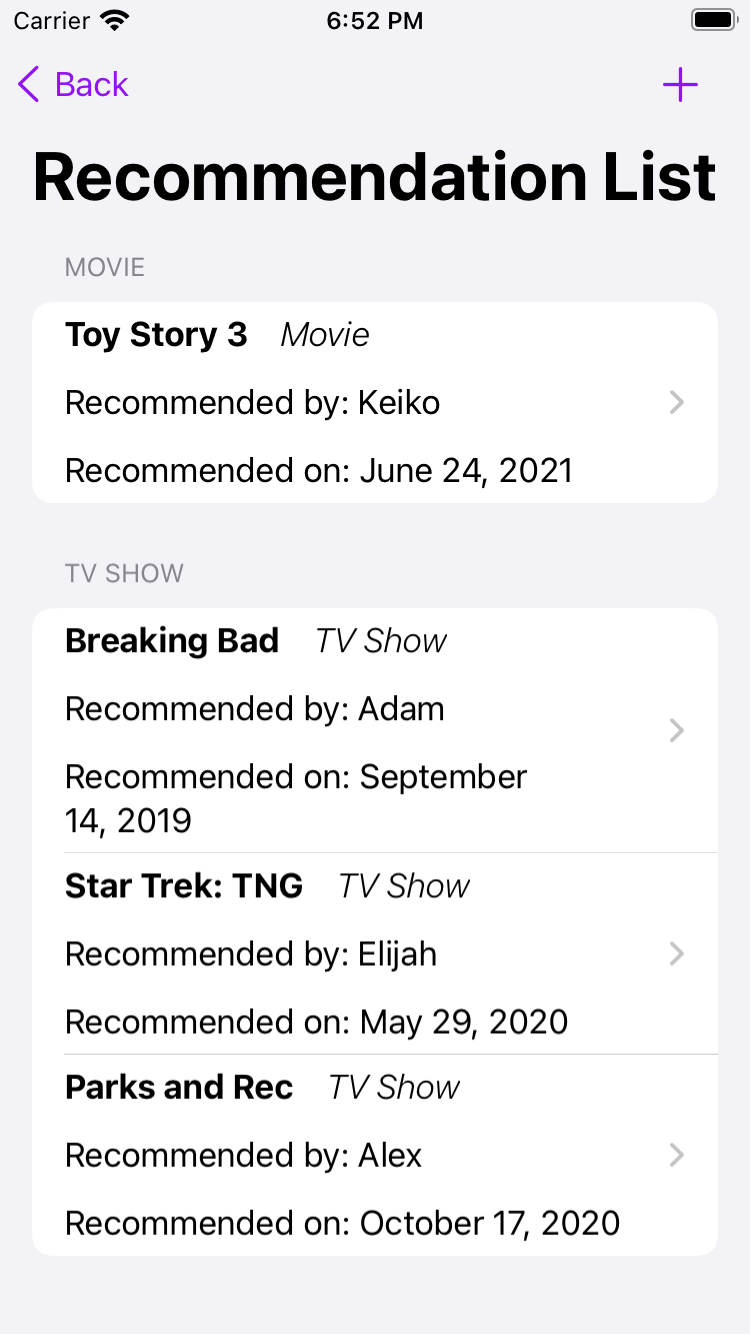 Carrier 6:52 PM
Back
Recommendation List
MOVIE
Toy Story 3 Movie
Recommended by: Keiko
Recommended on: June 24, 2021
TV SHOW
Breaking Bad TV Show
Recommended by: Adam
Recommended on: September
14, 2019
Star Trek: TNG TV Show
Recommended by: Elijah
Recommended on: May 29, 2020
Parks and Rec TV Show
Recommended by: Alex
Recommended on: October 17, 2020